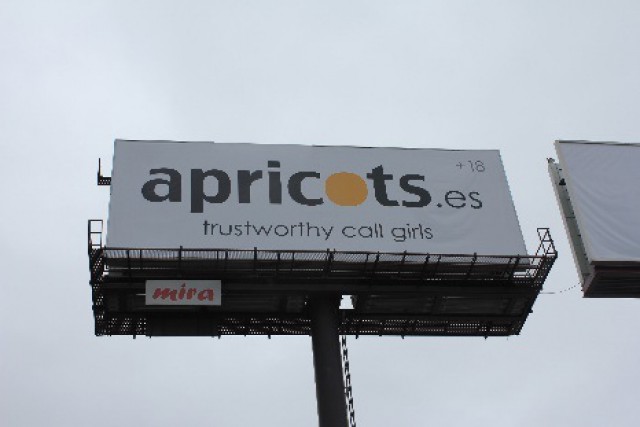 +18
apricots.es
trustworthy call girls
mira